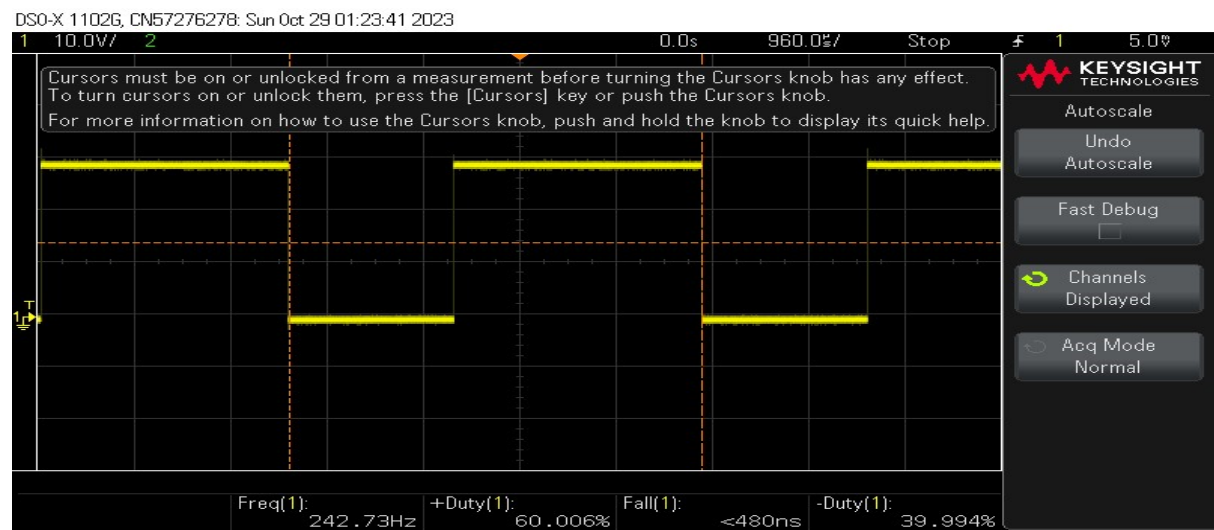 DSO-X 1102G, CN57276278: Sun Oct 29 01:23:41 2023
1 10.0V/ 2 0.0s 960.0µs/ Stop 1 5.0V
Cursors must be on or unlocked from a measurement before turning the Cursors knob has any effect.
To turn cursors on or unlock them, press the [Cursors] key or push the Cursors knob.
For more information on how to use the Cursors knob, push and hold the knob to display its quick help.
KEYSIGHT
TECHNOLOGIES
Autoscale
Undo
Autoscale
Fast Debug
Channels
Displayed
Acq Mode
Normal
T
1
Freq(1): +Duty(1): Fall(1): -Duty(1):
242.73Hz 60.006% <480ns 39.994%